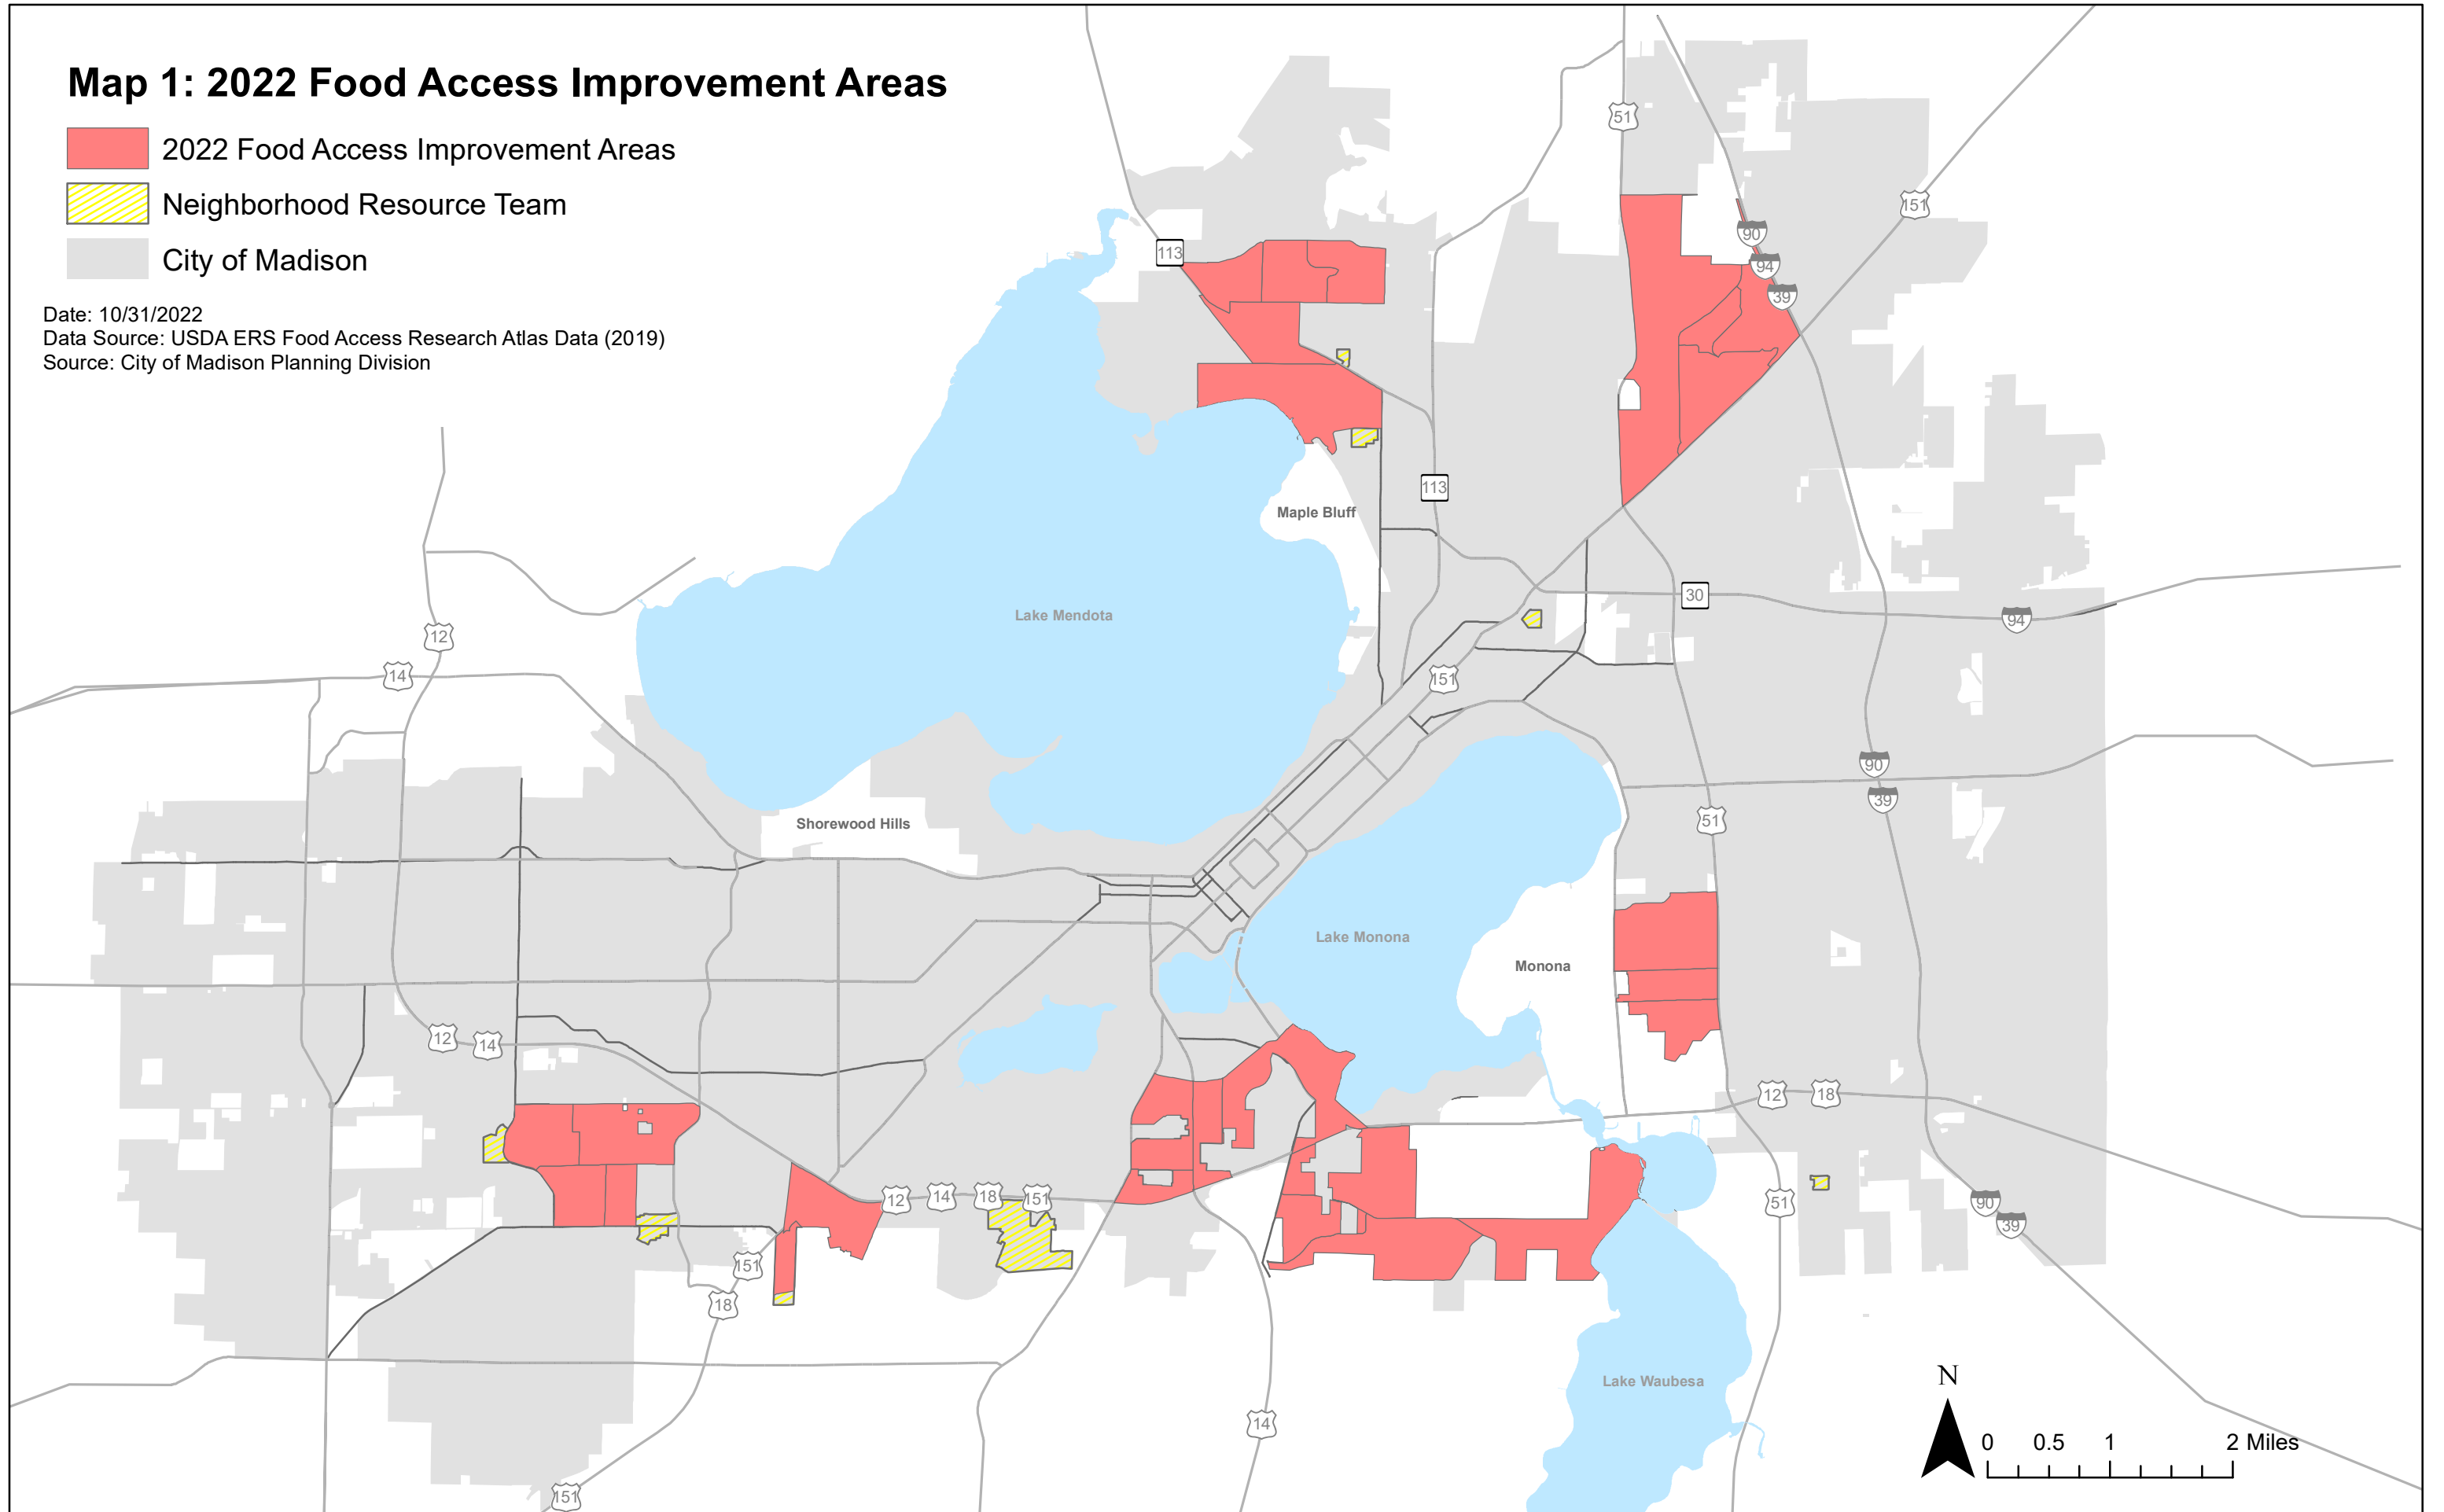 Map 1: 2022 Food Access Improvement Areas
2022 Food Access Improvement Areas
Neighborhood Resource Team
City of Madison
Date: 10/31/2022
Data Source: USDA ERS Food Access Research Atlas Data (2019)
Source: City of Madison Planning Division
51
151
90
113
94
39
113
Maple Bluff
30
Lake Mendota
94
12
14
151
90
39
51
Shorewood Hills
Lake Monona
Monona
12
14
12
18
12
14
18
151
51
90
39
151
18
Lake Waubesa
14
N
0 0.5 1 2 Miles
151